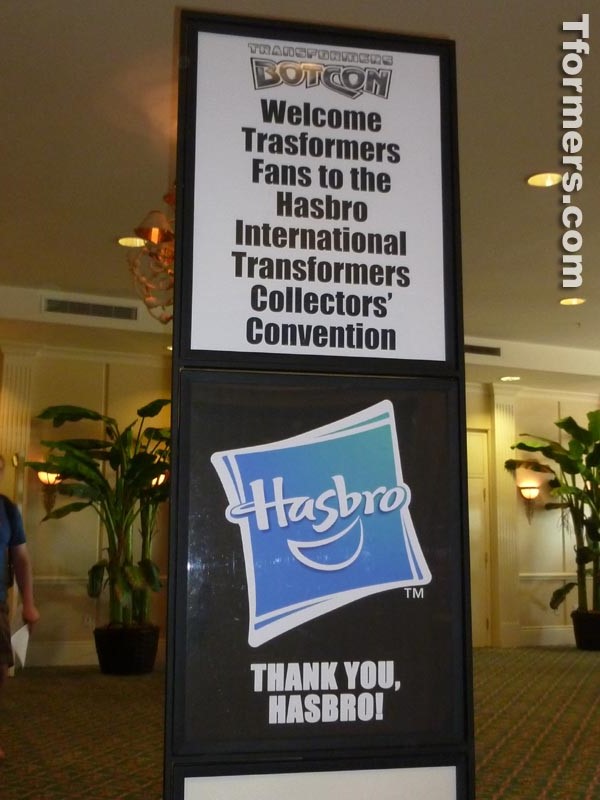 TRANSFORMERS
BOTCON
Welcome
Trasformers
Fans to the
Hasbro
International
Transformers
Collectors’
Convention
Hasbro
TM
THANK YOU,
HASBRO!
Tformers.com